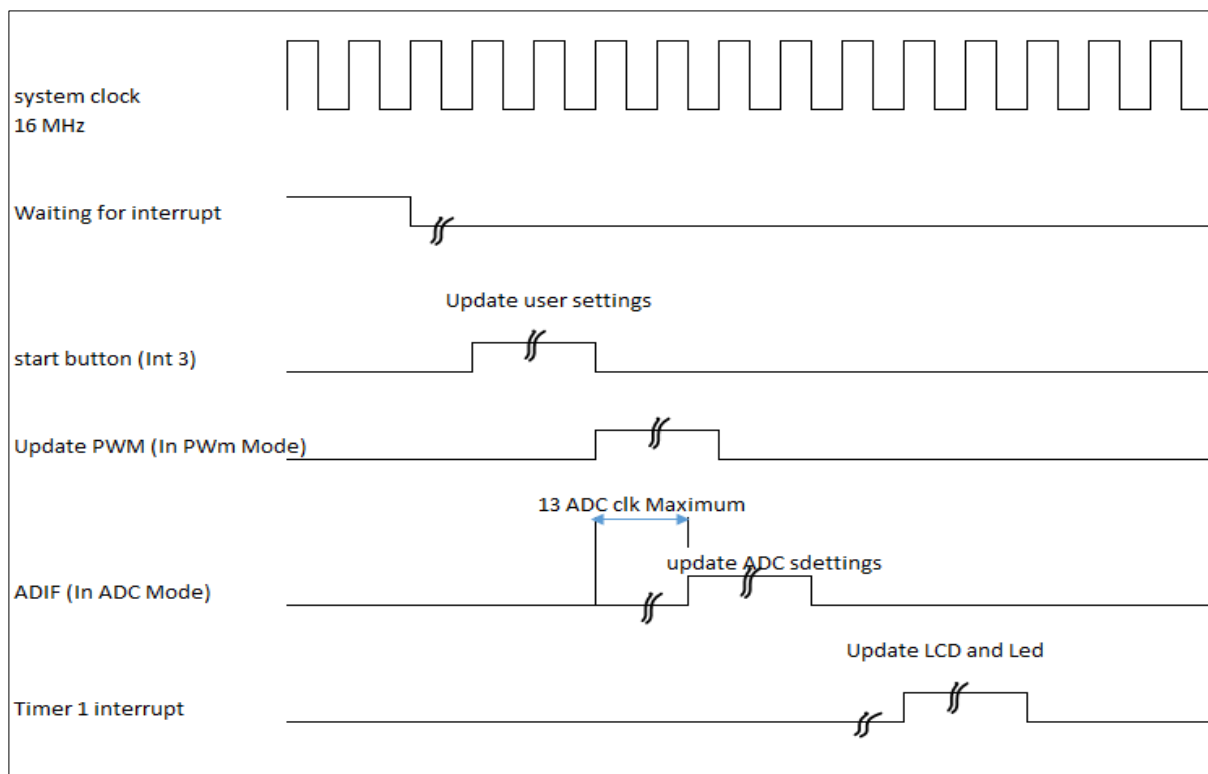 system clock
16 MHz
Waiting for interrupt
Update user settings
start button (Int 3)
Update PWM (In PWm Mode)
13 ADC clk Maximum
update ADC sdettings
ADIF (In ADC Mode)
Update LCD and Led
Timer 1 interrupt